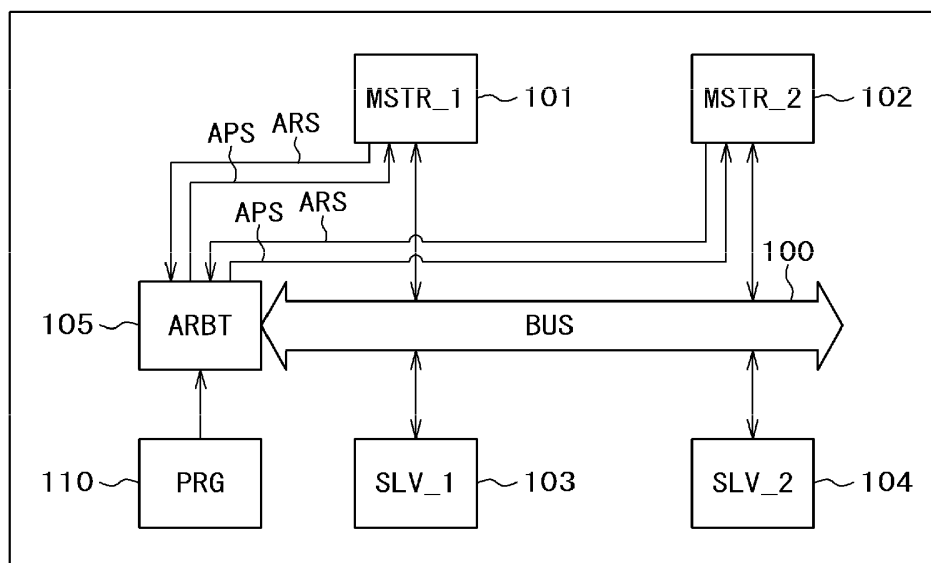 MSTR_1 101
MSTR_2 102
APS ARS
APS ARS
100
105 ARBT
BUS
110 PRG
SLV_1 103
SLV_2 104